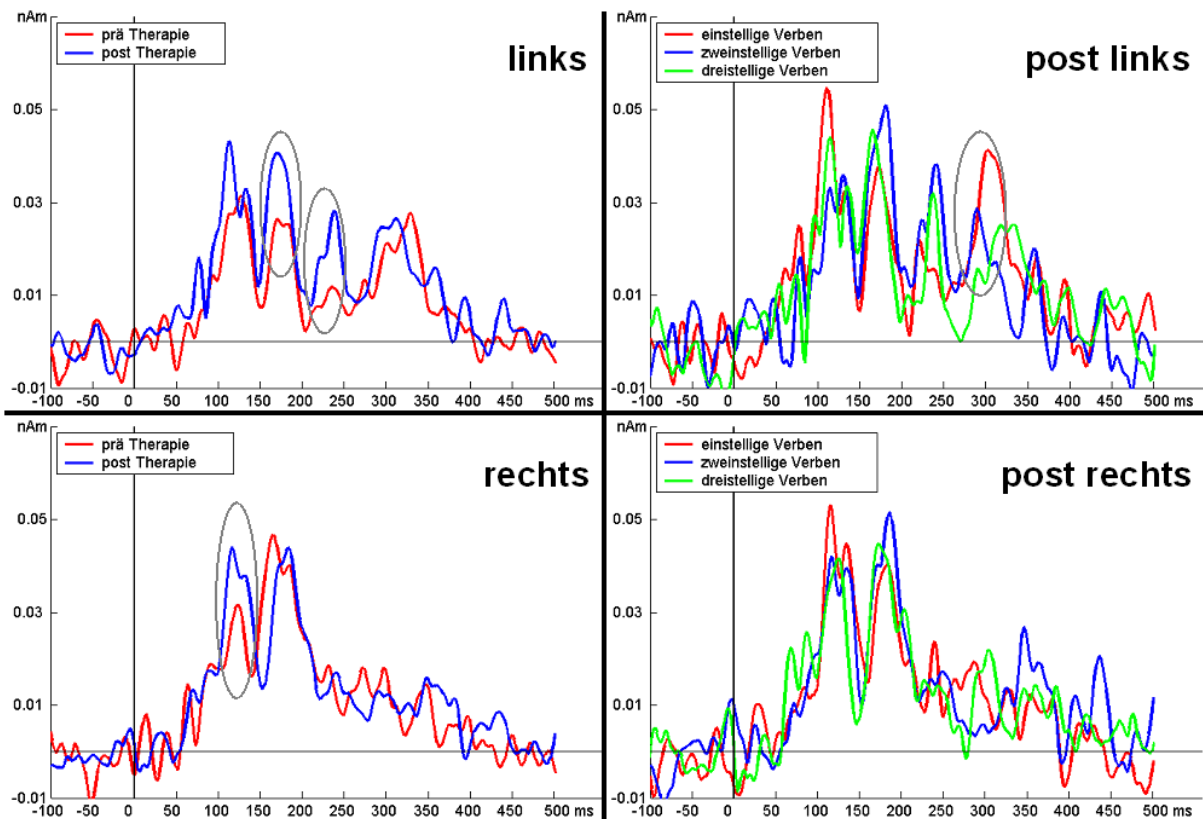 nAm
prä Therapie
post Therapie
links
0.05
0.03
0.01
-0.01
-100 -50 0 50 100 150 200 250 300 350 400 450 500 ms
nAm
einstellige Verben
zweinstellige Verben
dreistellige Verben
post links
0.05
0.03
0.01
-0.01
-100 -50 0 50 100 150 200 250 300 350 400 450 500 ms
nAm
prä Therapie
post Therapie
rechts
0.05
0.03
0.01
-0.01
-100 -50 0 50 100 150 200 250 300 350 400 450 500 ms
nAm
einstellige Verben
zweinstellige Verben
dreistellige Verben
post rechts
0.05
0.03
0.01
-0.01
-100 -50 0 50 100 150 200 250 300 350 400 450 500 ms